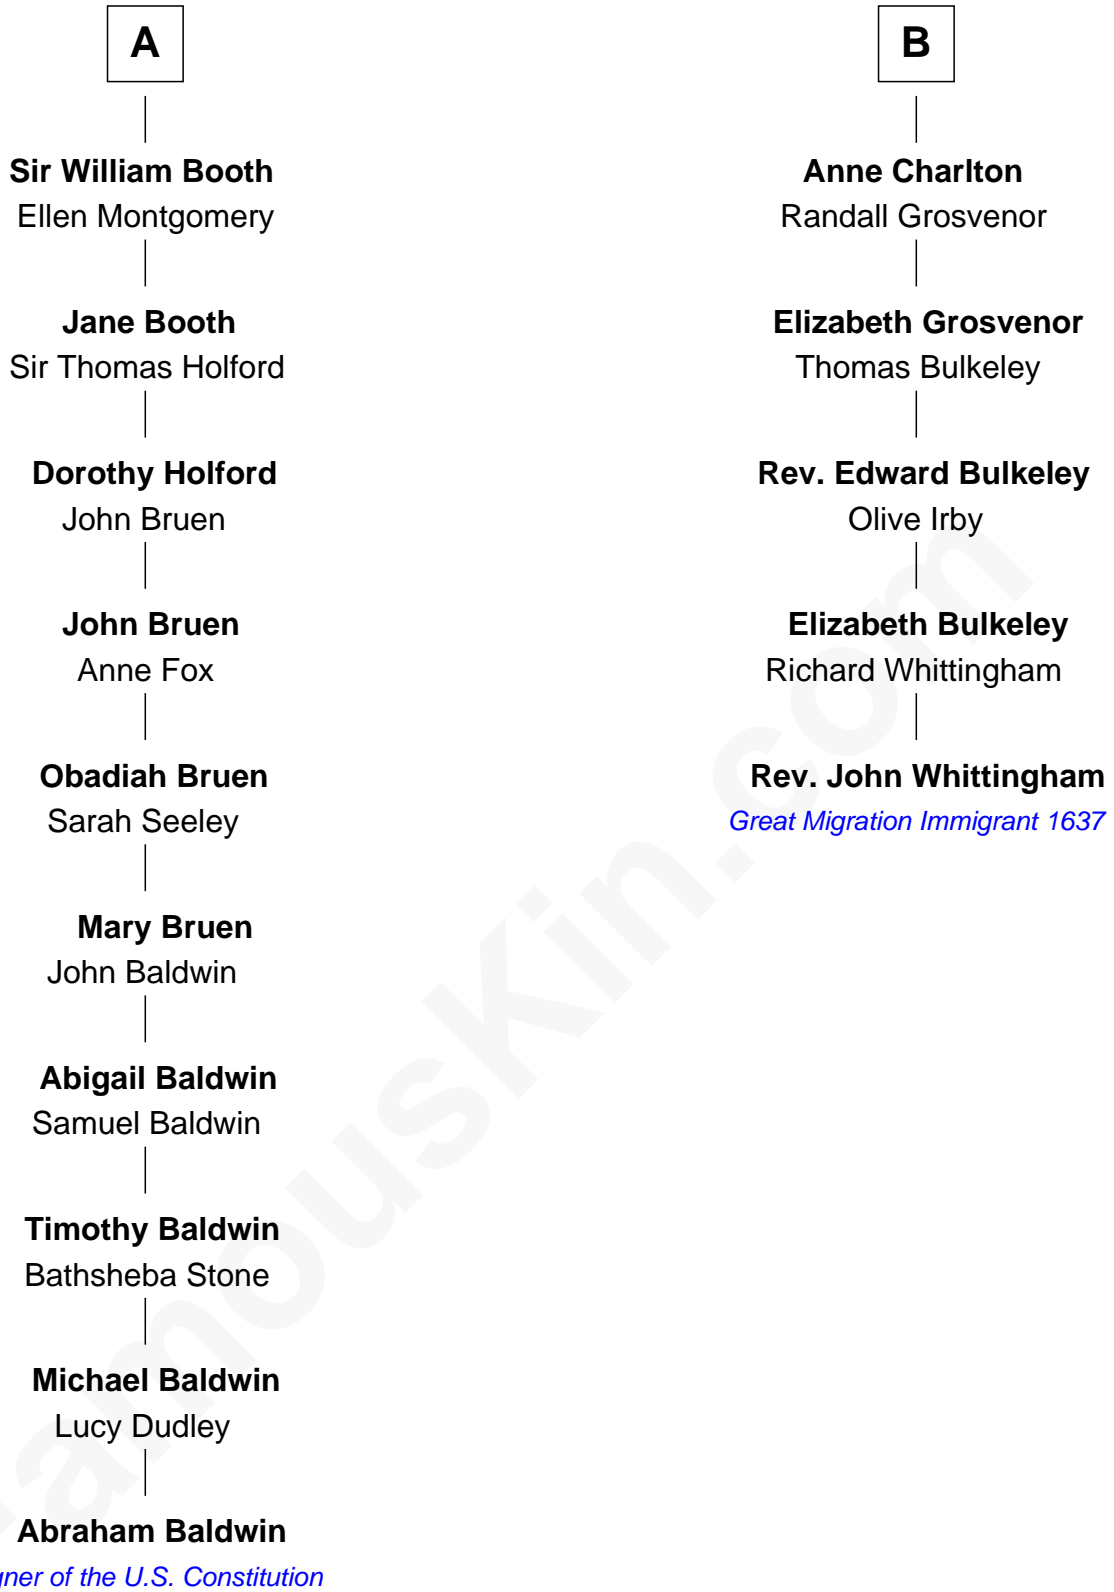 A
Sir William Booth
Ellen Montgomery
Jane Booth
Sir Thomas Holford
Dorothy Holford
John Bruen
John Bruen
Anne Fox
Obadiah Bruen
Sarah Seeley
Mary Bruen
John Baldwin
Abigail Baldwin
Samuel Baldwin
Timothy Baldwin
Bathsheba Stone
Michael Baldwin
Lucy Dudley
Abraham Baldwin
gner of the U.S. Constitution
B
Anne Charlton
Randall Grosvenor
Elizabeth Grosvenor
Thomas Bulkeley
Rev. Edward Bulkeley
Olive Irby
Elizabeth Bulkeley
Richard Whittingham
Rev. John Whittingham
Great Migration Immigrant 1637
amousKin.com